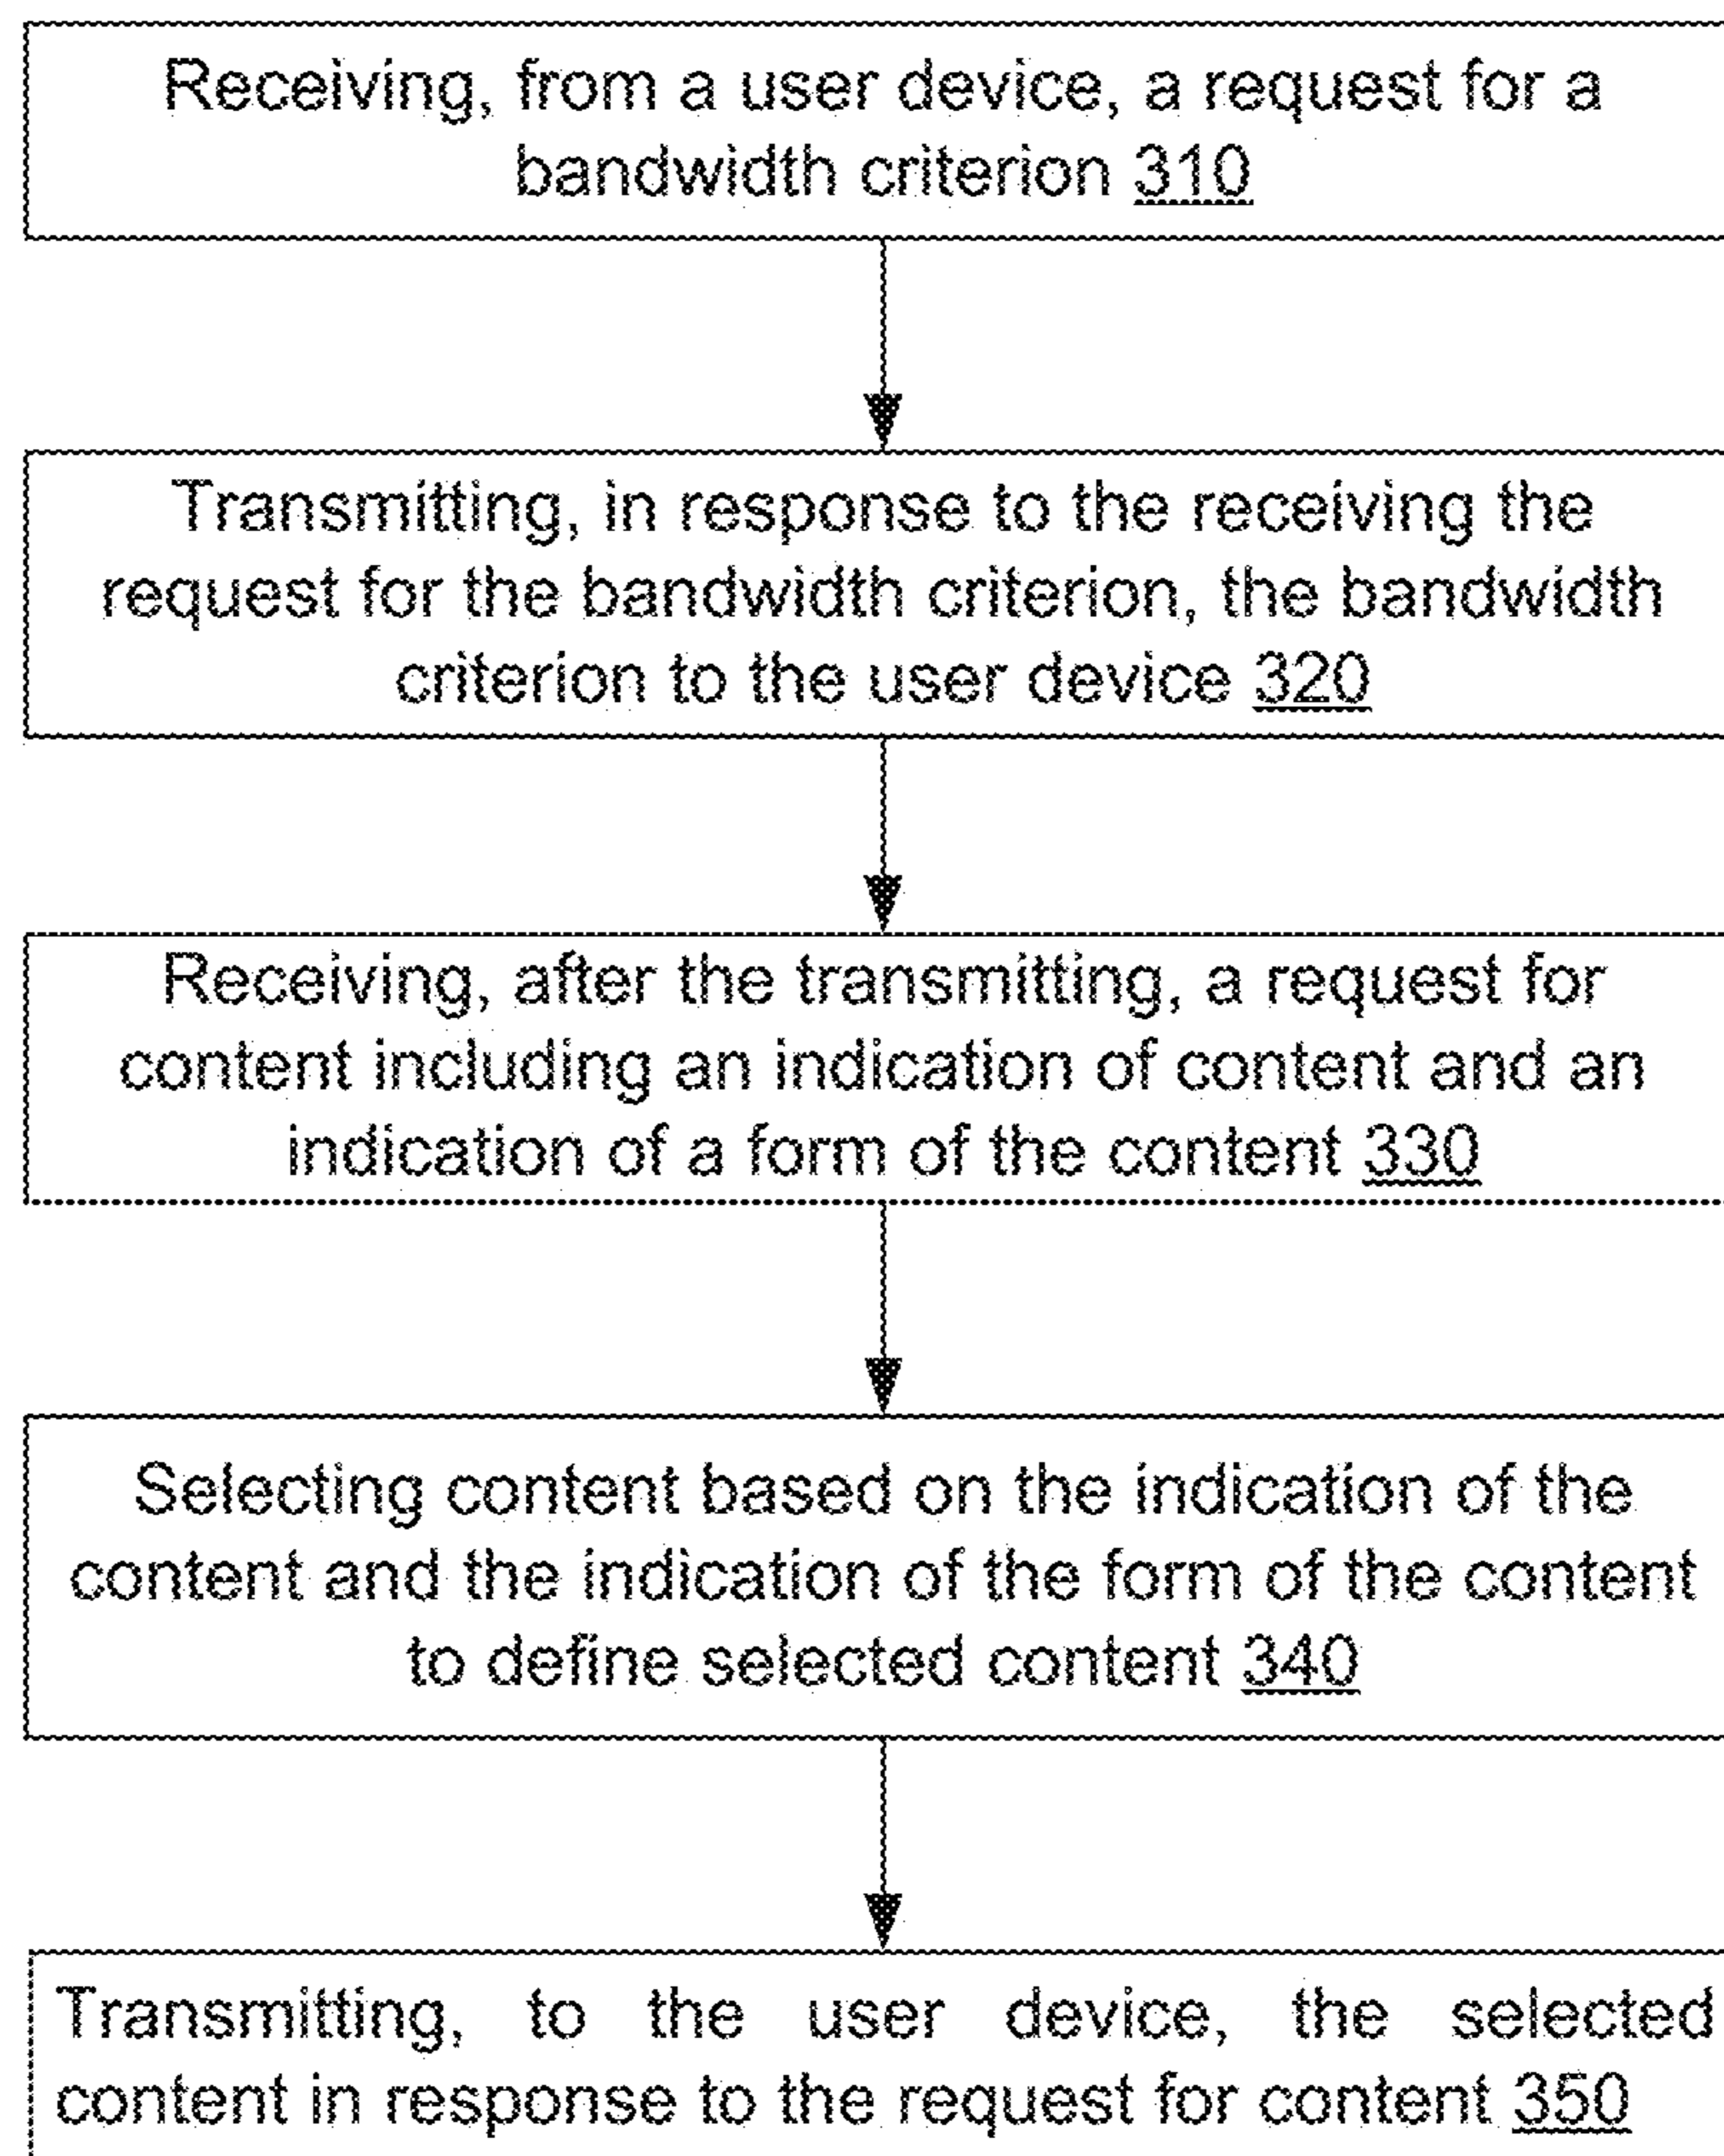 Receiving, from a user device, a request for a
bandwidth criterion 310
Transmitting, in response to the receiving the
request for the bandwidth criterion, the bandwidth
criterion to the user device 320
Receiving, after the transmitting, a request for
content including an indication of content and an
indication of a form of the content 330
Selecting content based on the indication of the
content and the indication of the form of the content
to define selected content 340
Transmitting, to the user device, the selected
content in response to the request for content 350